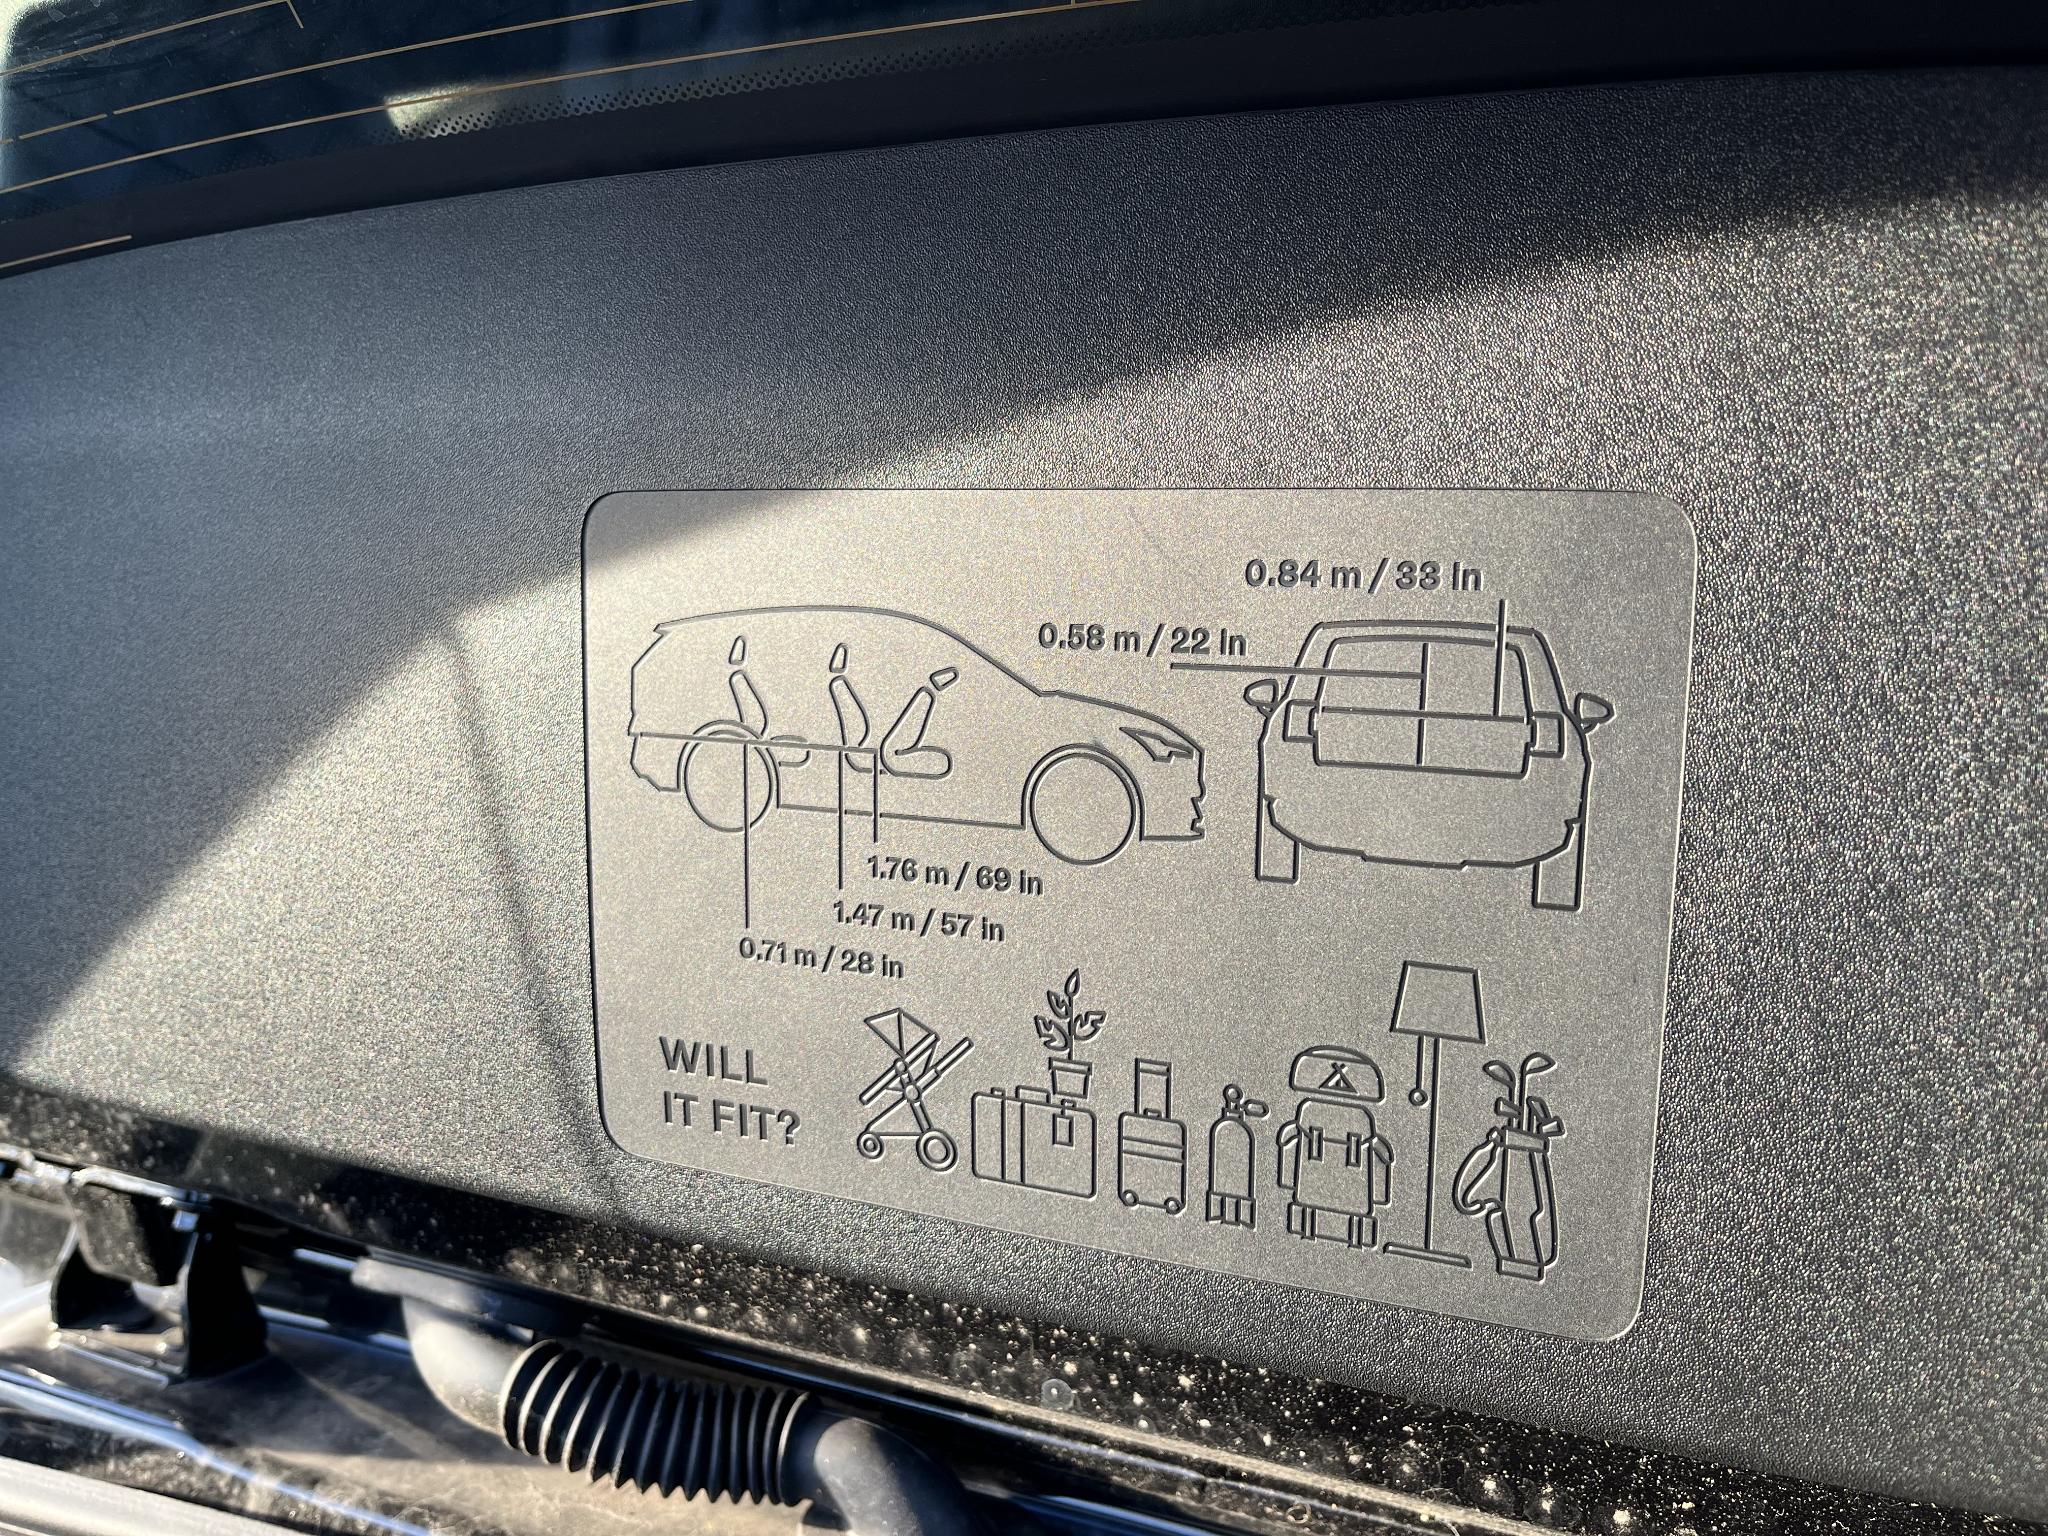 0.84 m / 33 in
0.58 m / 22 in
1.76 m / 69 in
1.47 m / 57 in
0.71 m / 28 in
WILL
IT FIT?